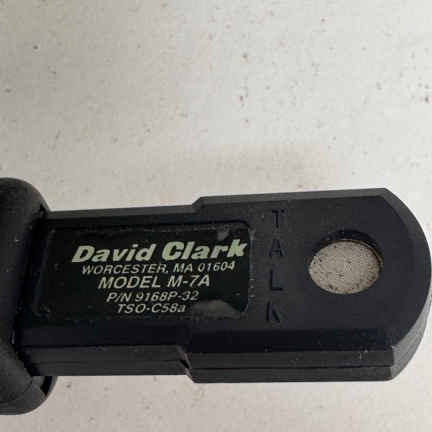 David Clark
WORCESTER, MA 01604
MODEL M-7A
P/N 9168P-32
TSO-C58a
TALK